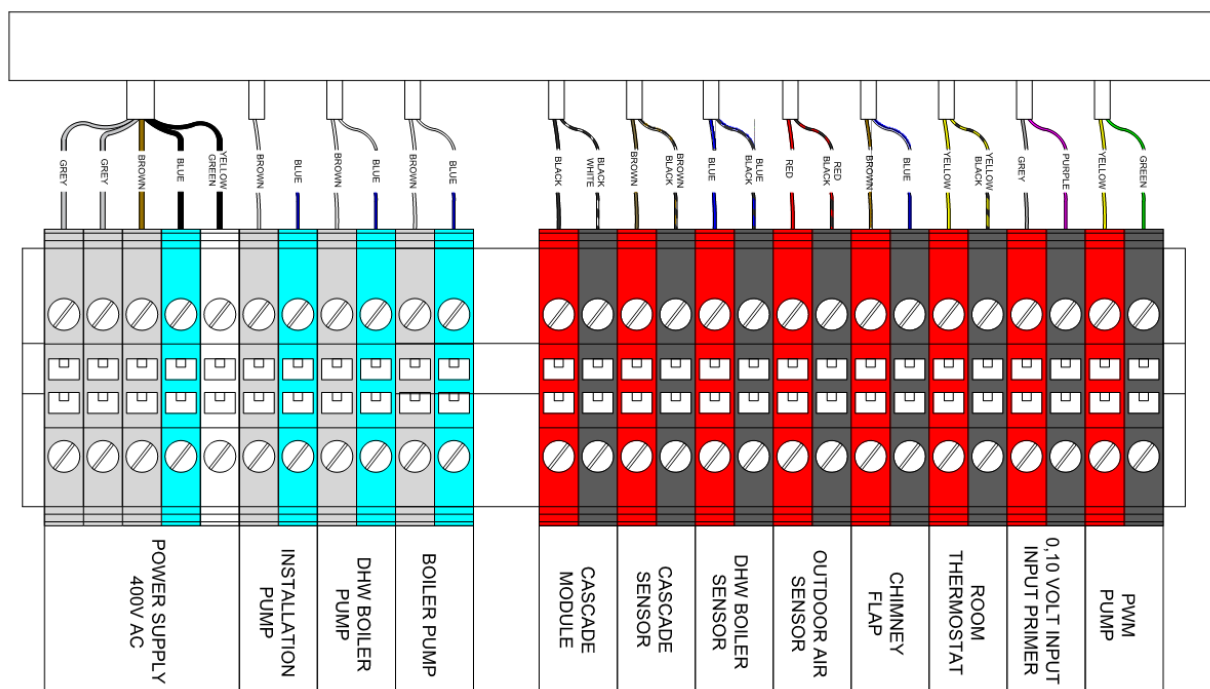 GREY
GREY
BROWN
BLUE
YELLOW
GREEN
BROWN
BLUE
BROWN
BLUE
BROWN
BLUE
BLACK
BLACK
WHITE
BROWN
BROWN
BLACK
BLUE
BLUE
BLACK
RED
RED
BLACK
BROWN
BLUE
YELLOW
YELLOW
BLACK
GREY
PURPLE
YELLOW
GREEN
POWER SUPPLY
400V AC
INSTALLATION
PUMP
DHW BOILER
PUMP
BOILER PUMP
CASCADE
MODULE
CASCADE
SENSOR
DHW BOILER
SENSOR
OUTDOOR AIR
SENSOR
CHIMNEY
FLAP
ROOM
THERMOSTAT
0,10 VOLT INPUT
INPUT PRIMER
PWM
PUMP